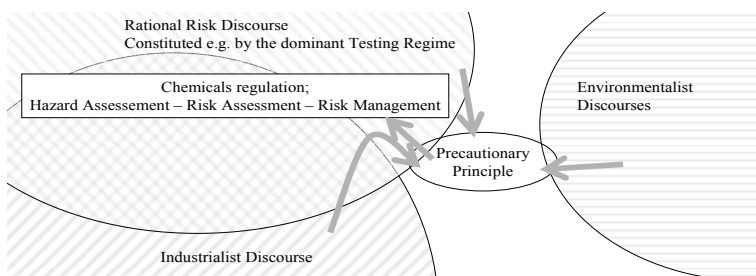 Rational Risk Discourse
Constituted e.g. by the dominant Testing Regime
Chemicals regulation;
Hazard Assessement – Risk Assessment – Risk Management
Environmentalist
Discourses
Precautionary
Principle
Industrialist Discourse